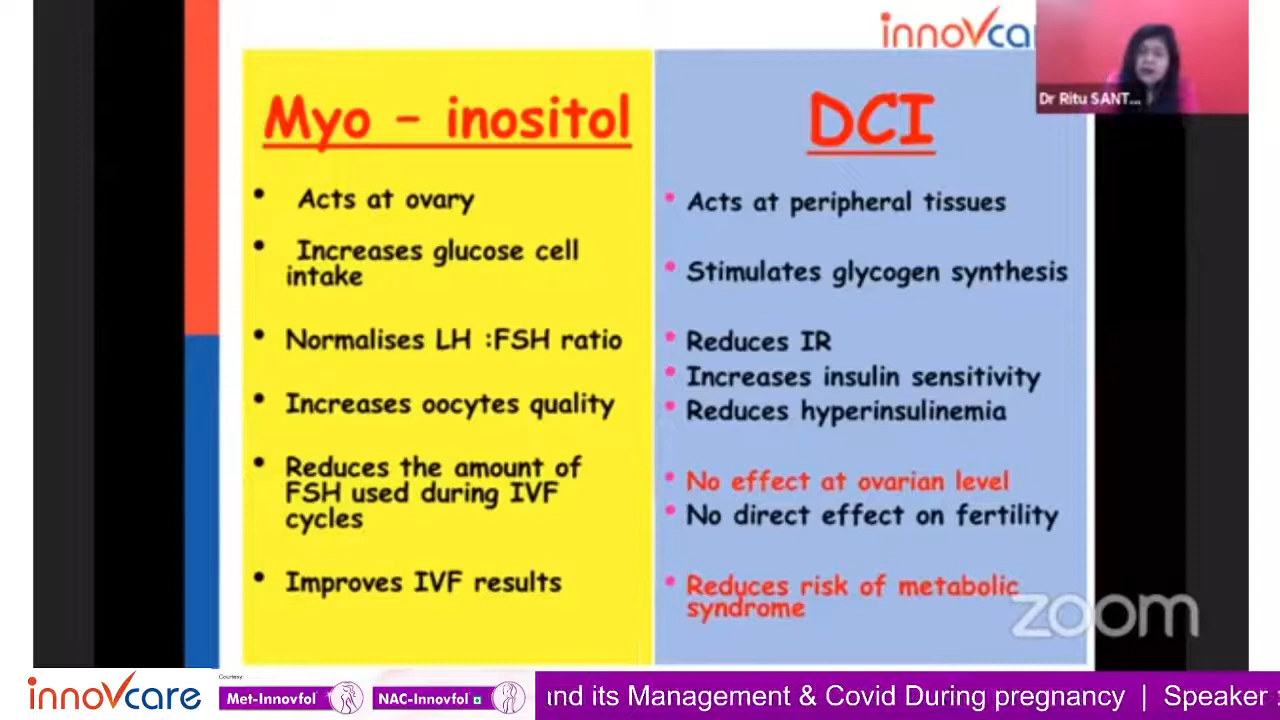 innovca
Dr Ritu SANT...
Myo - inositol
• Acts at ovary
• Increases glucose cell
intake
• Normalises LH :FSH ratio
• Increases oocytes quality
• Reduces the amount of
FSH used during IVF
cycles
• Improves IVF results
DCI
• Acts at peripheral tissues
• Stimulates glycogen synthesis
• Reduces IR
• Increases insulin sensitivity
• Reduces hyperinsulinemia
• No effect at ovarian level
• No direct effect on fertility
• Reduces risk of metabolic
syndrome
zoom
innovcare
Courtesy
Met-Innovfol
NAC-Innovfol
and its Management & Covid During pregnancy | Speaker :